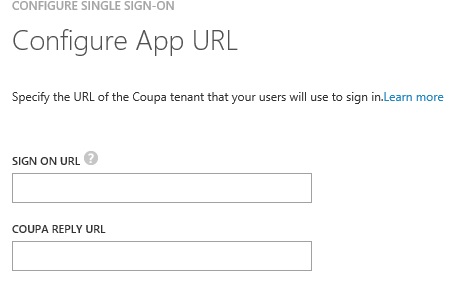 CONFIGURE SINGLE SIGN-ON
Configure App URL
Specify the URL of the Coupa tenant that your users will use to sign in.Learn more
SIGN ON URL ?
COUPA REPLY URL